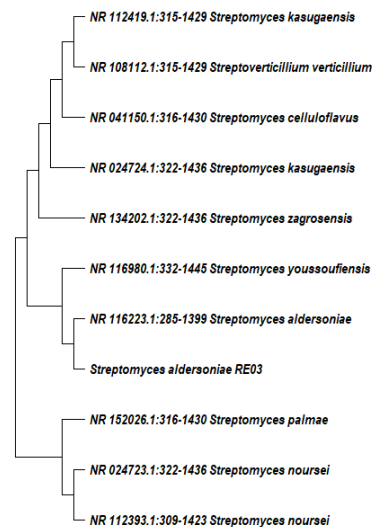 NR 112419.1:315-1429 Streptomyces kasugaensis
NR 108112.1:315-1429 Streptoverticillium verticillium
NR 041150.1:316-1430 Streptomyces celluloflavus
NR 024724.1:322-1436 Streptomyces kasugaensis
NR 134202.1:322-1436 Streptomyces zagrosensis
NR 116980.1:332-1445 Streptomyces youssoufiensis
NR 116223.1:285-1399 Streptomyces aldersoniae
Streptomyces aldersoniae RE03
NR 152026.1:316-1430 Streptomyces palmae
NR 024723.1:322-1436 Streptomyces noursei
NR 112393.1:309-1423 Streptomyces noursei